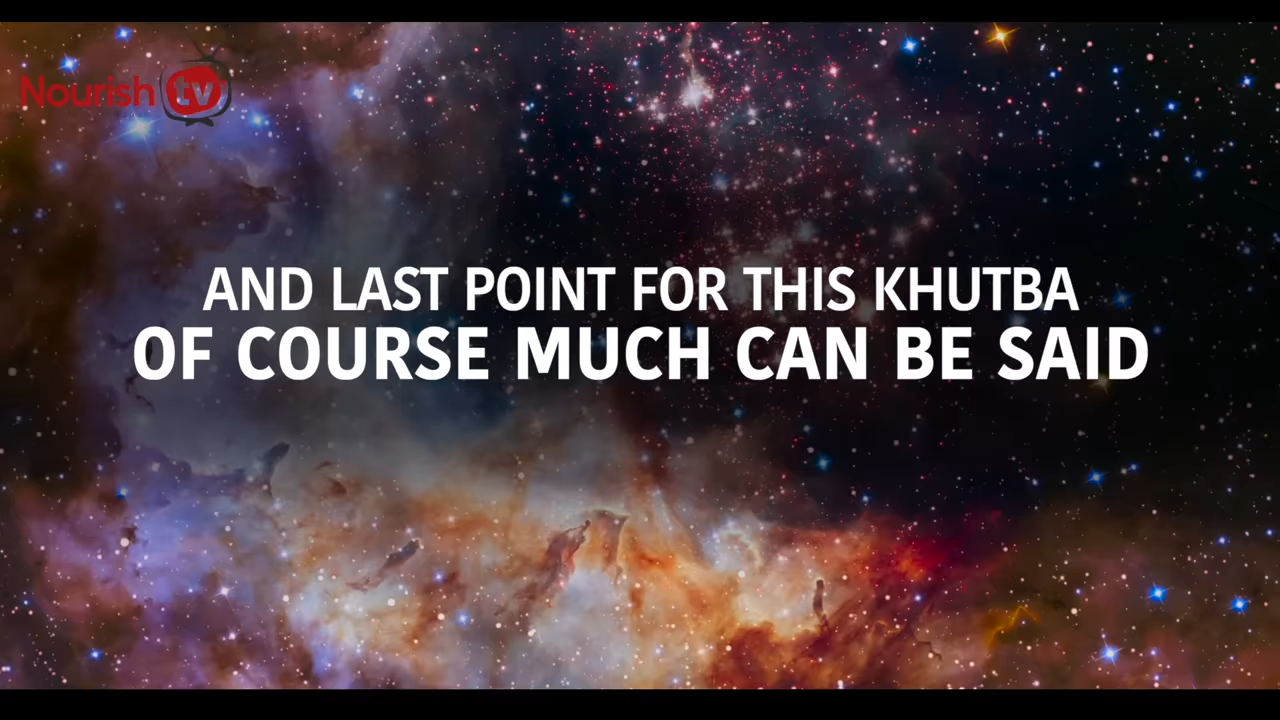 Nourish tv
AND LAST POINT FOR THIS KHUTBA
OF COURSE MUCH CAN BE SAID